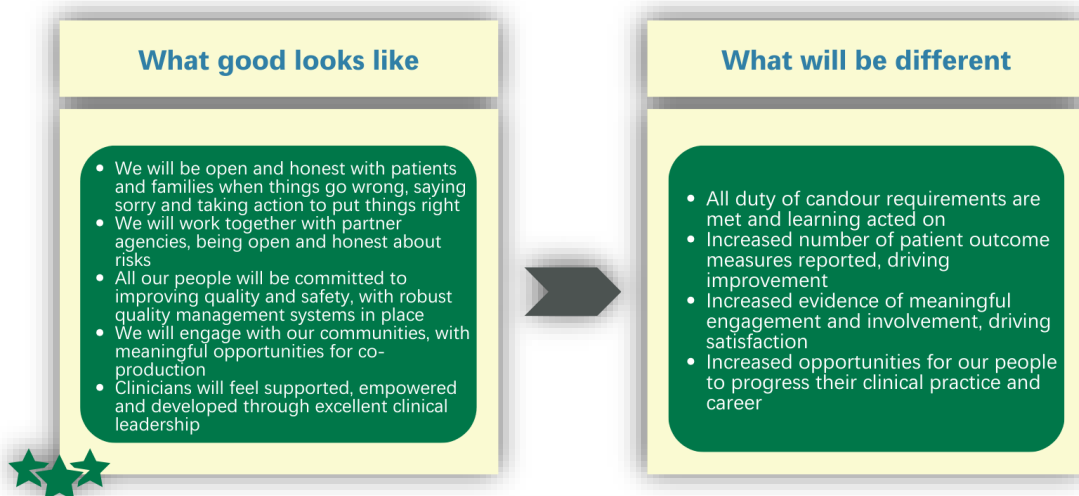 What good looks like
• We will be open and honest with patients
and families when things go wrong, saying
sorry and taking action to put things right
• We will work together with partner
agencies, being open and honest about
risks
• All our people will be committed to
improving quality and safety, with robust
quality management systems in place
• We will engage with our communities, with
meaningful opportunities for co-
production
• Clinicians will feel supported, empowered
and developed through excellent clinical
leadership
What will be different
• All duty of candour requirements are
met and learning acted on
• Increased number of patient outcome
measures reported, driving
improvement
• Increased evidence of meaningful
engagement and involvement, driving
satisfaction
• Increased opportunities for our people
to progress their clinical practice and
career